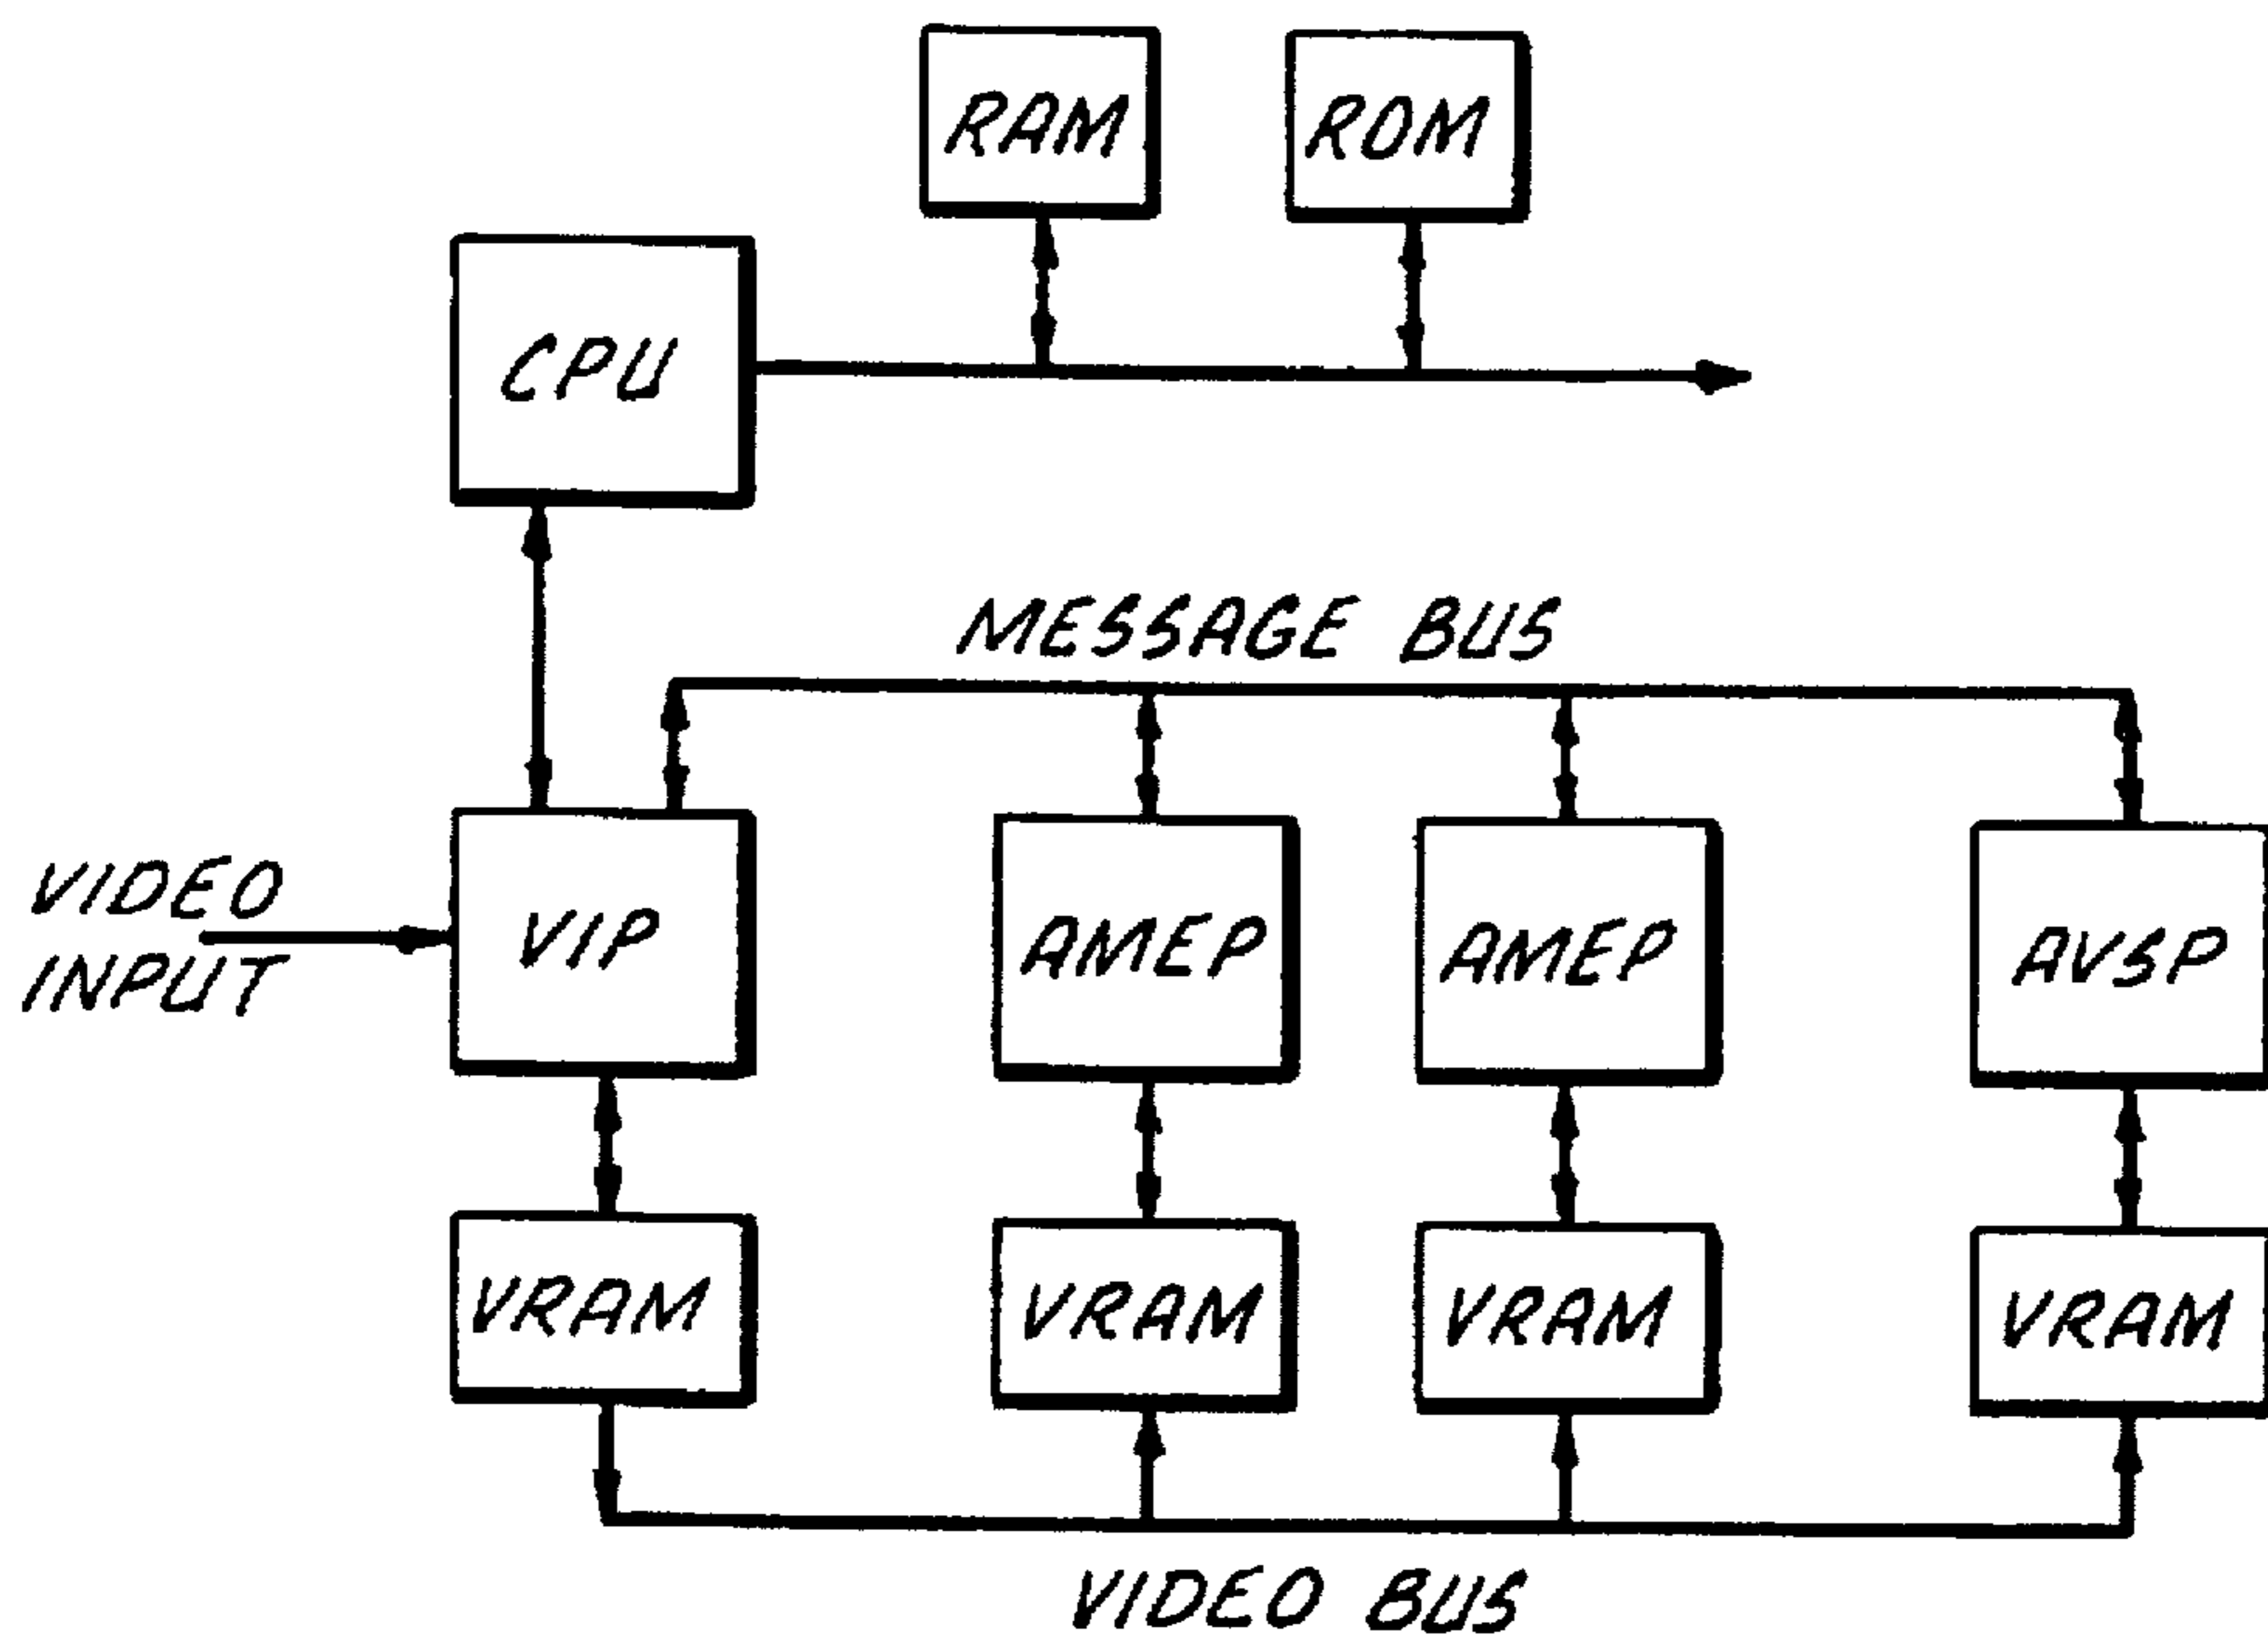 RAM
ROM
CPU
MESSAGE BUS
VIDEO
INPUT
VIP
AMEP
AMEP
AVSP
VRAM
VRAM
VRAM
VRAM
VIDEO BUS